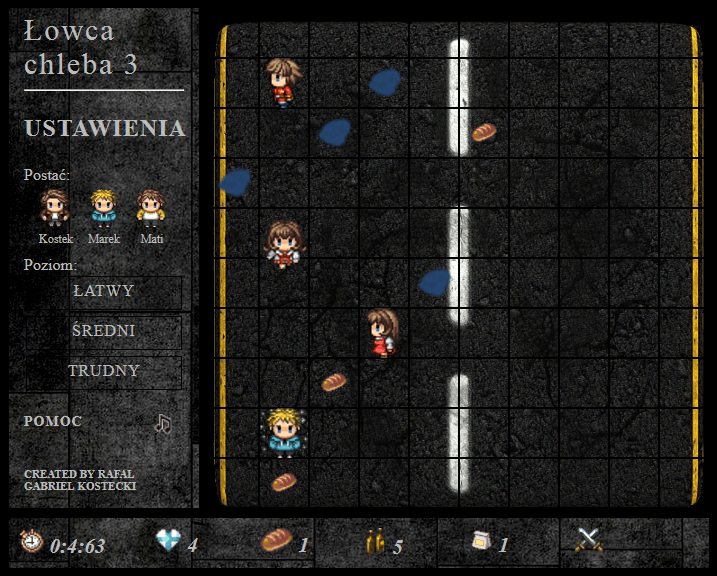 Łowca
chleba 3
USTAWIENIA
Postać:
Kostek Marek Mati
Poziom:
ŁATWY
ŚREDNI
TRUDNY
POMOC
CREATED BY RAFAŁ
GABRIEL KOSTECKI
0:4:63 4 1 5 1